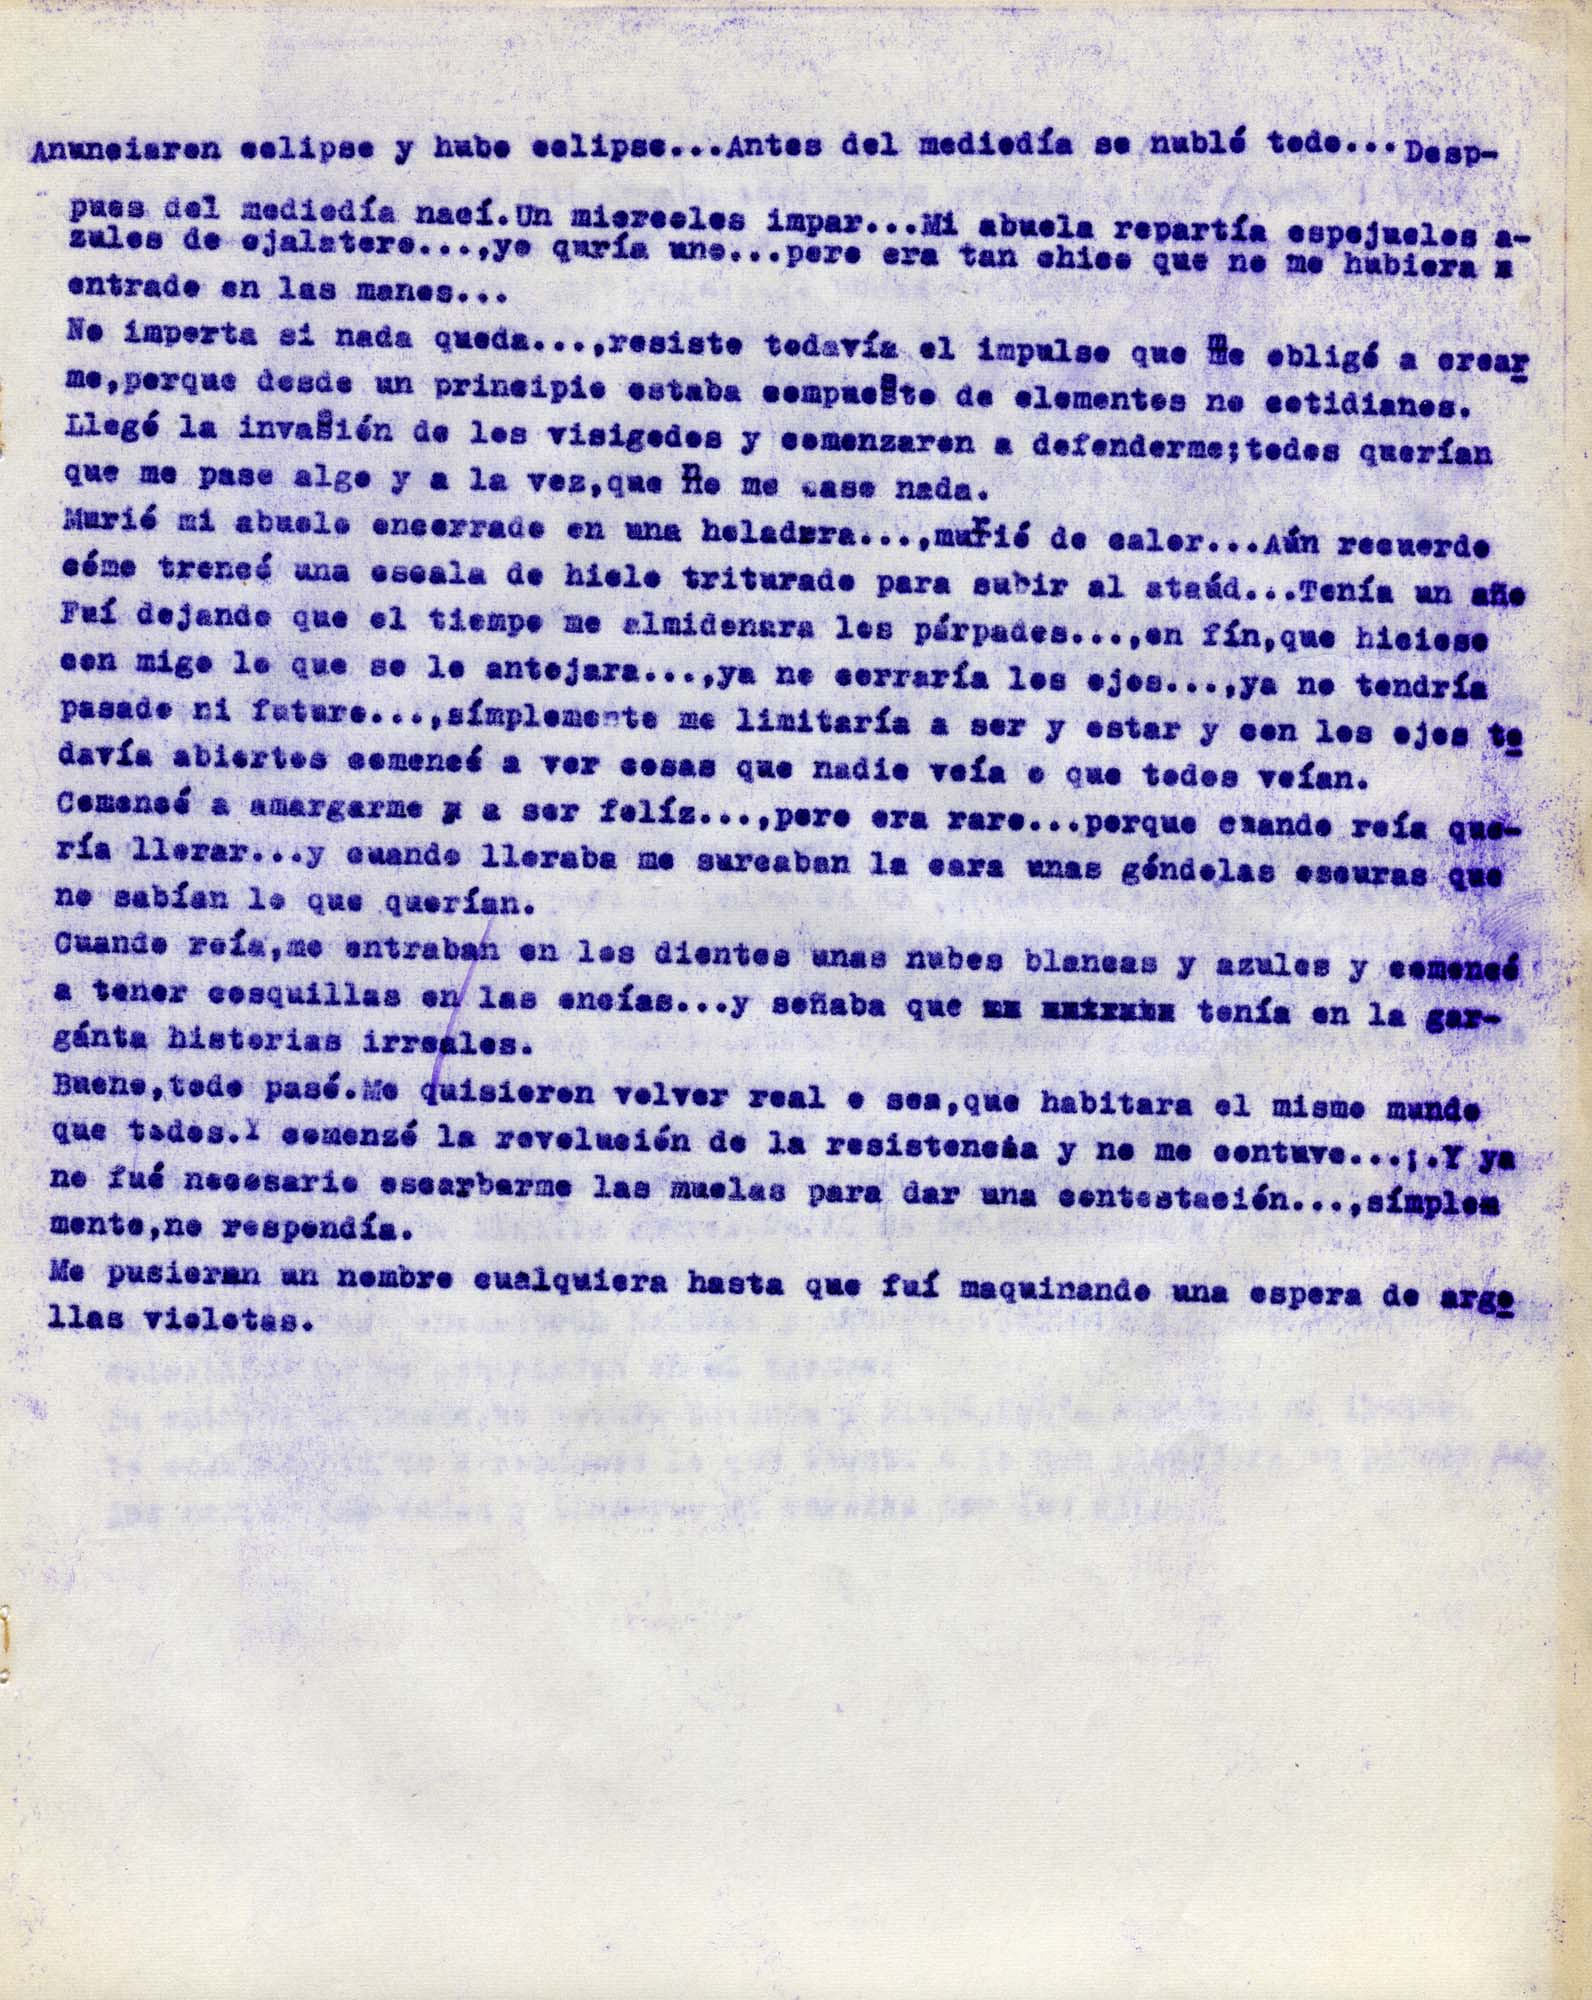 Anunciaron eclipse y hubo eclipse...Antes del mediodía se nubló todo...Desp-
pues del mediodía nací.Un miercoles impar...Mi abuela repartía espejuelos a-
zules de ojalatero...,yo quría uno...pero era tan chico que no me hubiera
entrado en las manos...
No importa si nada queda...,resiste todavía el impulso que me obligó a crear
me,porque desde un principio estaba compuesto de elementos no cotidianos.
Llegó la invasión de los visigodos y comenzaron a defenderme;todos querían
que me pase algo y a la vez,que no me pase nada.
Murió mi abuelo encerrado en una heladera...,murió de calor...Aún recuerdo
cómo trencé una escala de hielo triturado para subir al ataúd...Tenía un año
Fuí dejando que el tiempo me almidonara los párpados...,en fín,que hiciese
con migo lo que se le antojara...,ya no cerraría los ojos...,ya no tendría
pasado ni futuro...,símplemente me limitaría a ser y estar y con los ojos to
davía abiertos comencé a ver cosas que nadie veía o que todos veían.
Comencé a amargarme y a ser felíz...,pero era raro...porque cuando reía que-
ría llorar...y cuando lloraba me surcaban la cara unas góndolas oscuras que
no sabían lo que querían.
Cuando reía,me entraban en los dientes unas nubes blancas y azules y comencé
a tener cosquillas en las encías...y soñaba que tenía en la gar-
gánta historias irreales.
Bueno,todo pasó.Me quisieron volver real o sea,que habitara el mismo mundo
que todos.Y comenzó la revolución de la resistencia y no me contuvo...¡.Y ya
no fué necesario escarbarme las muelas para dar una contestación...,símplem
mente,no respondía.
Me pusieran un nombre cualquiera hasta que fuí maquinando una espera de argo
llas violetas.